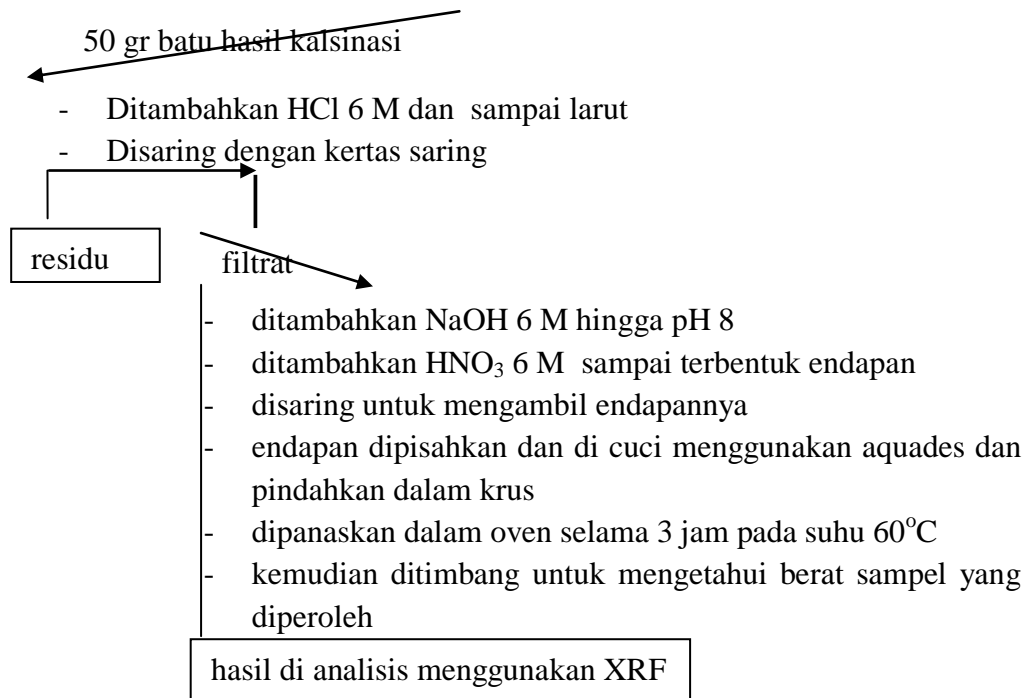 50 gr batu hasil kalsinasi
- Ditambahkan HCl 6 M dan sampai larut
- Disaring dengan kertas saring
residu
filtrat
- ditambahkan NaOH 6 M hingga pH 8
- ditambahkan HNO₃ 6 M sampai terbentuk endapan
- disaring untuk mengambil endapannya
- endapan dipisahkan dan di cuci menggunakan aquades dan
pindahkan dalam krus
- dipanaskan dalam oven selama 3 jam pada suhu 60°C
- kemudian ditimbang untuk mengetahui berat sampel yang
diperoleh
hasil di analisis menggunakan XRF